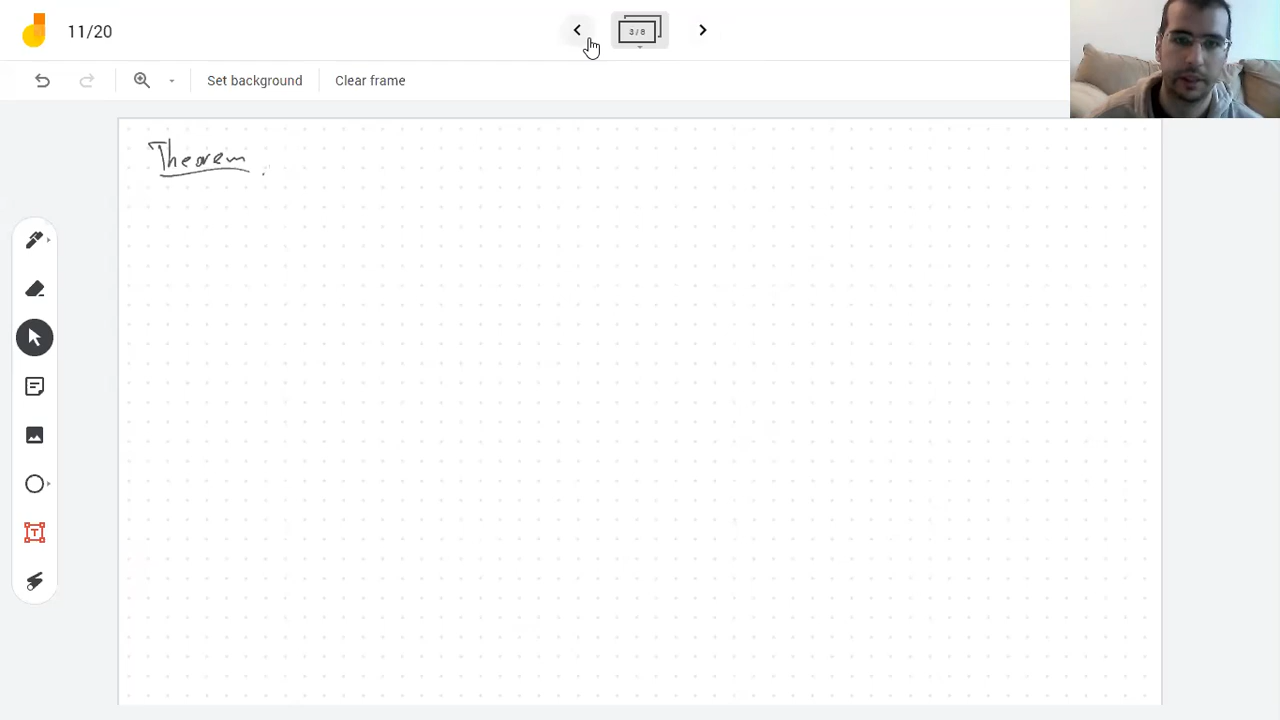 11/20
3 / 8
Set background
Clear frame
Theorem.
T